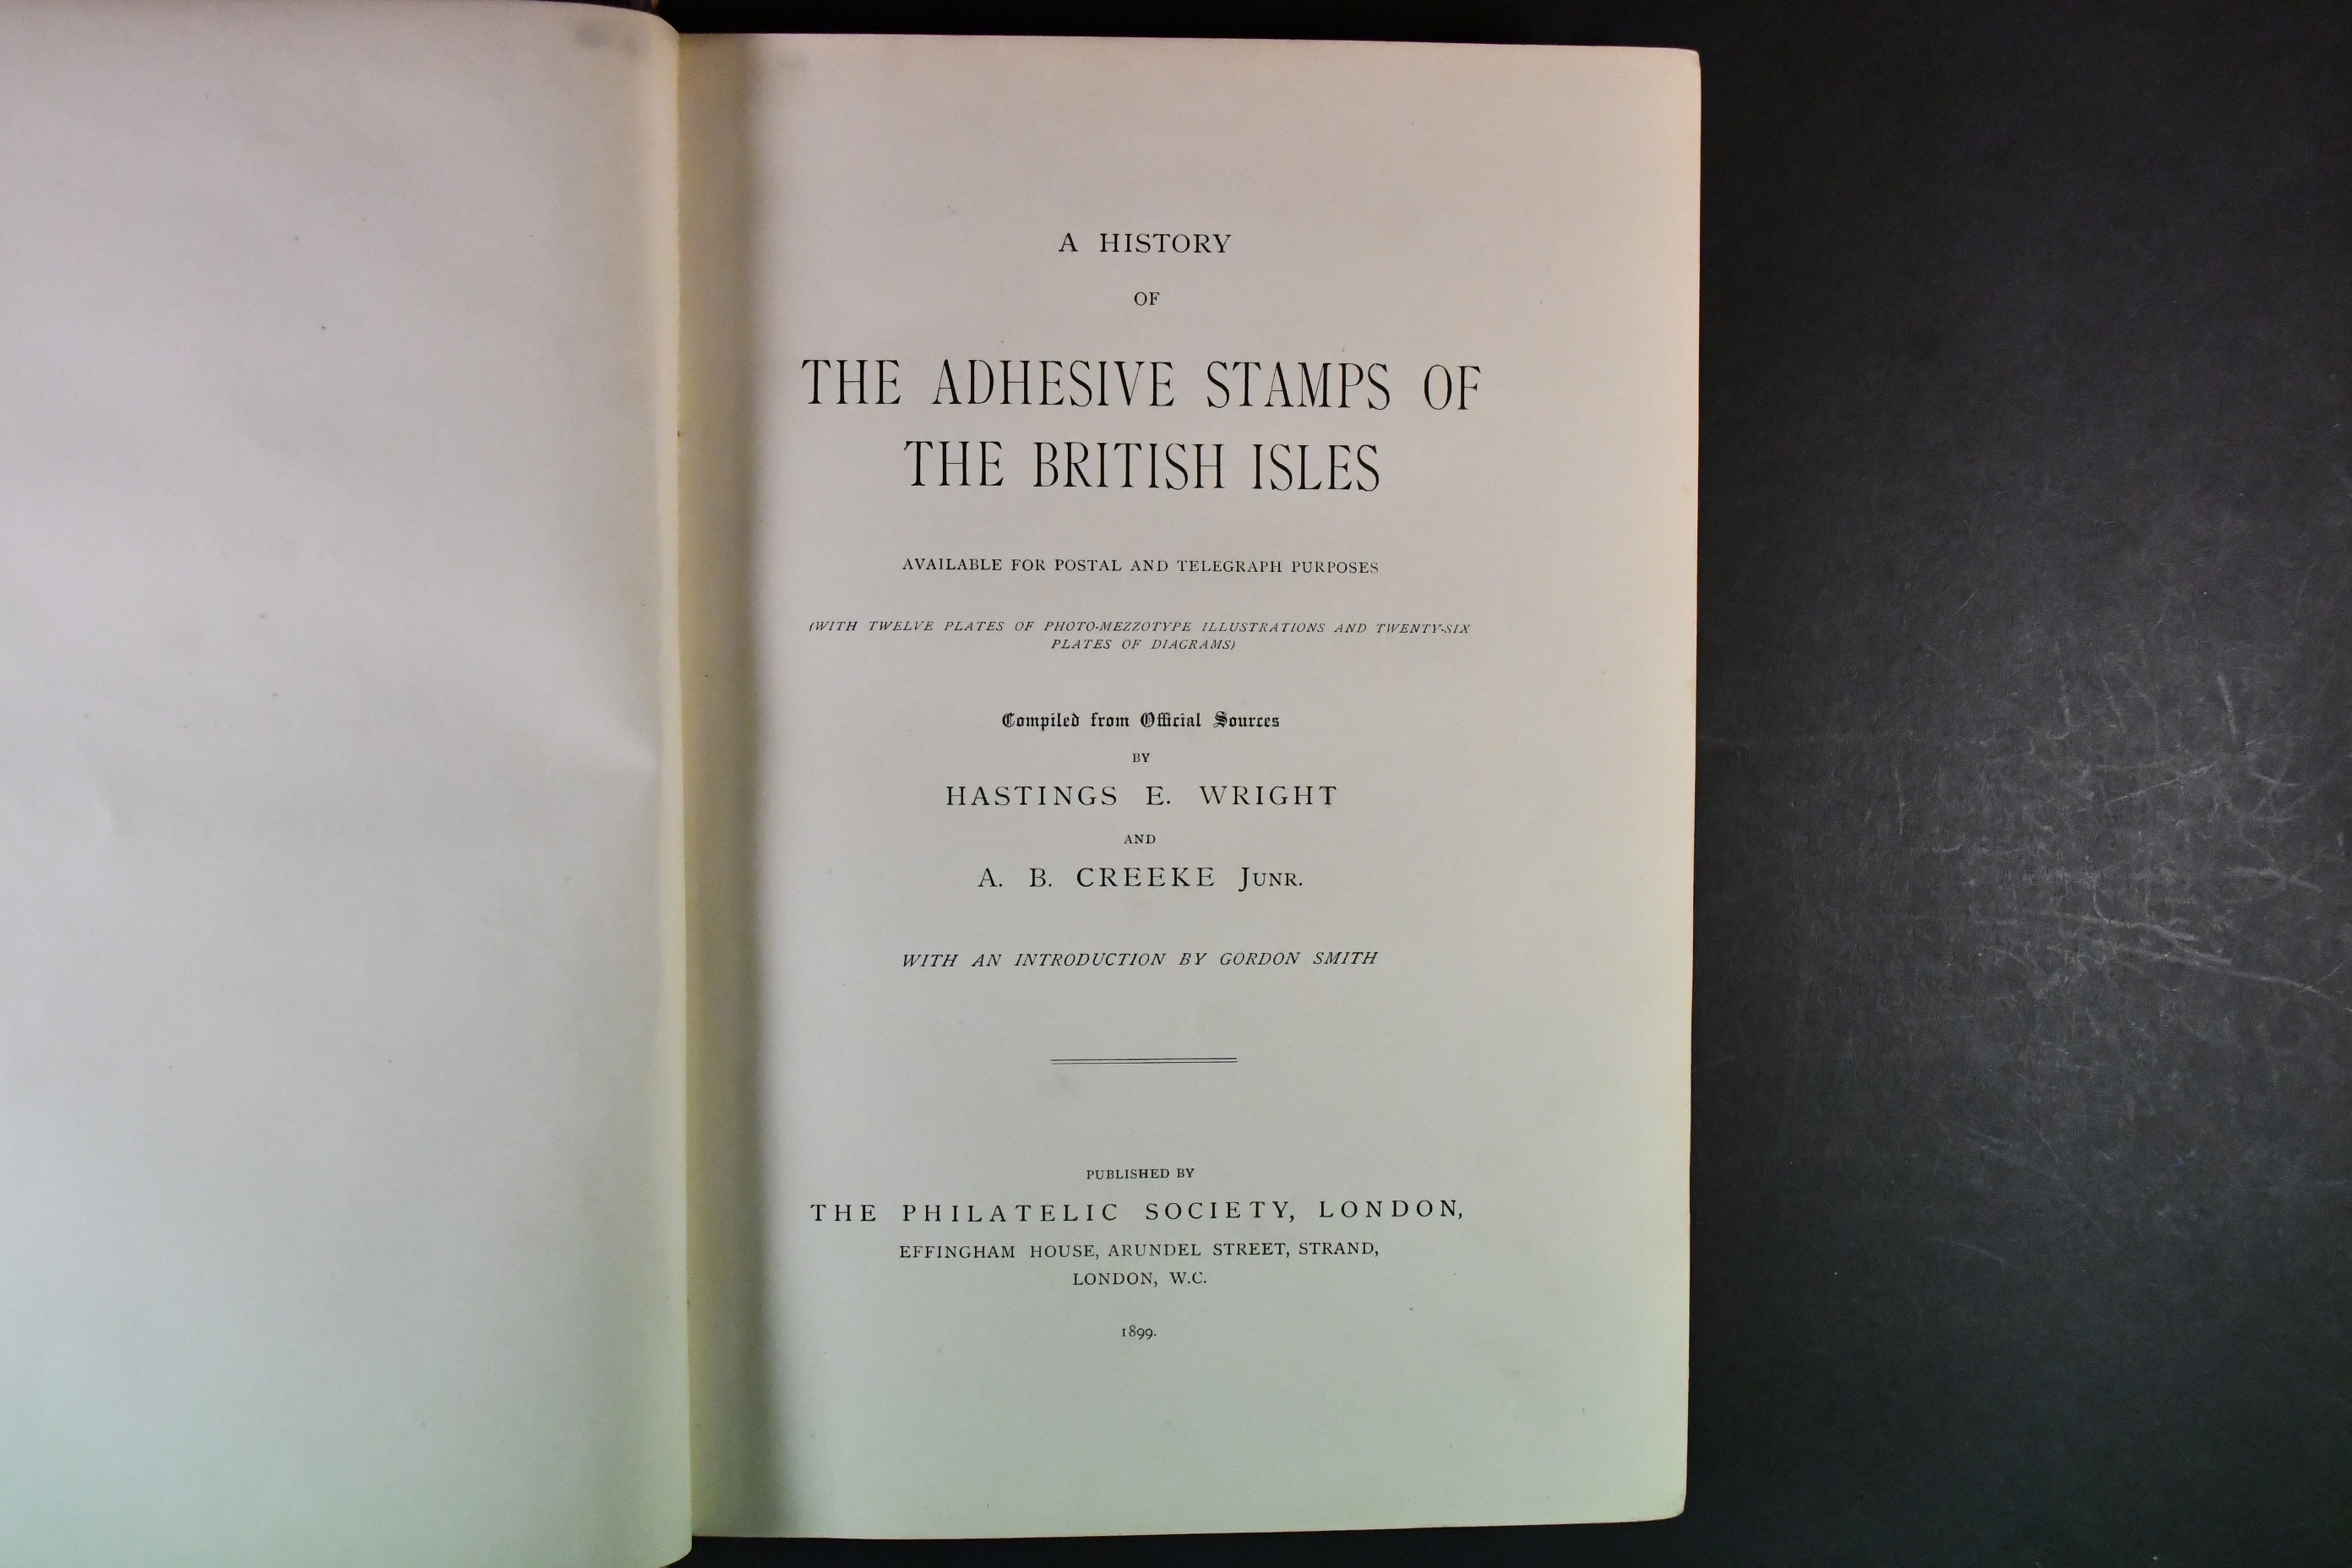 A HISTORY
OF
THE ADHESIVE STAMPS OF
THE BRITISH ISLES
AVAILABLE FOR POSTAL AND TELEGRAPH PURPOSES
(WITH TWELVE PLATES OF PHOTO-MEZZOTYPE ILLUSTRATIONS AND TWENTY-SIX
PLATES OF DIAGRAMS)
Compiled from Official Sources
BY
HASTINGS E. WRIGHT
AND
A. B. CREEKE JUNR.
WITH AN INTRODUCTION BY GORDON SMITH
PUBLISHED BY
THE PHILATELIC SOCIETY, LONDON,
EFFINGHAM HOUSE, ARUNDEL STREET, STRAND,
LONDON, W.C.
1899.